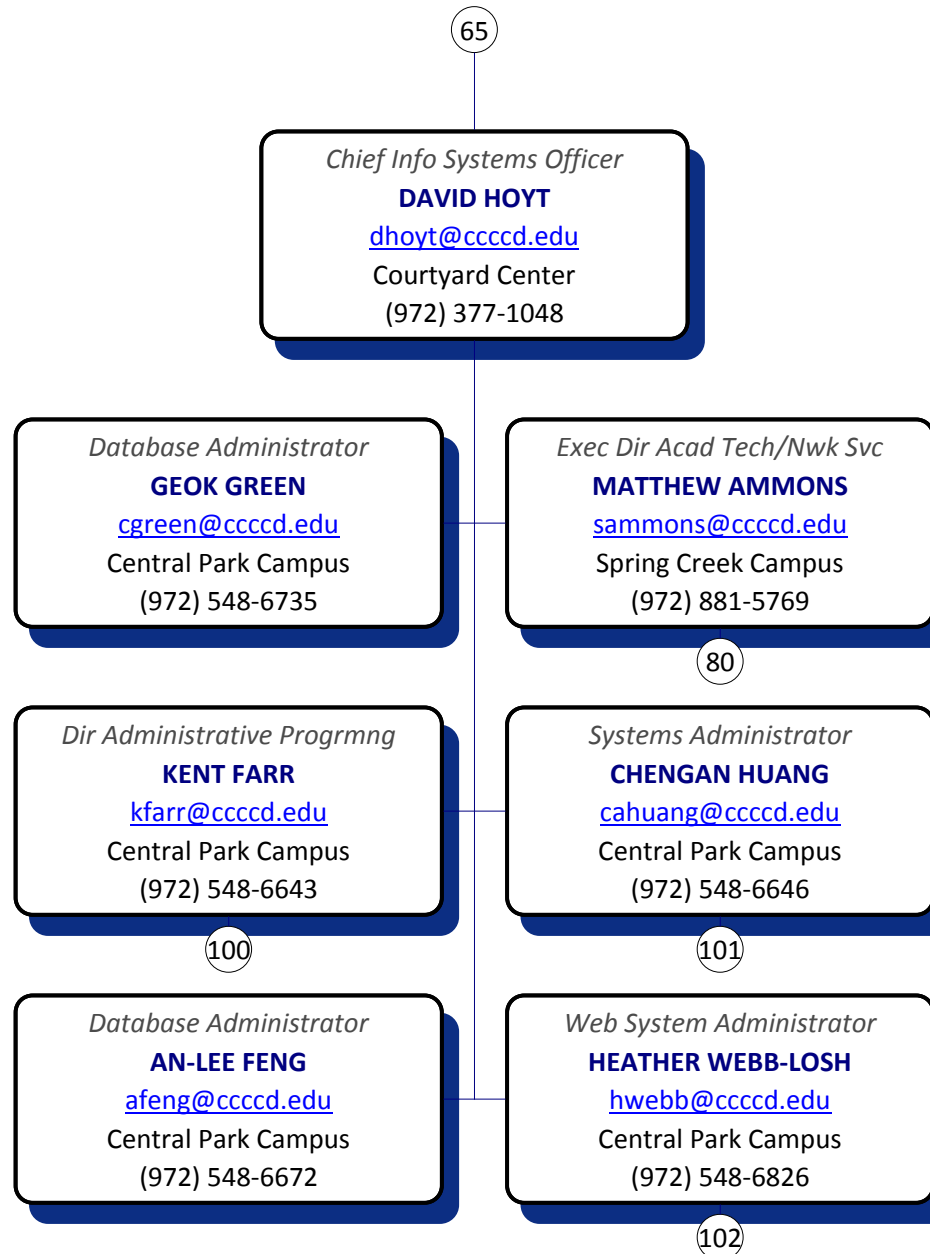 65
Chief Info Systems Officer
DAVID HOYT
dhoyt@ccccd.edu
Courtyard Center
(972) 377-1048
Database Administrator
GEOK GREEN
cgreen@ccccd.edu
Central Park Campus
(972) 548-6735
Exec Dir Acad Tech/Nwk Svc
MATTHEW AMMONS
sammons@ccccd.edu
Spring Creek Campus
(972) 881-5769
80
Dir Administrative Progrmng
KENT FARR
kfarr@ccccd.edu
Central Park Campus
(972) 548-6643
100
Systems Administrator
CHENGAN HUANG
cahuang@ccccd.edu
Central Park Campus
(972) 548-6646
101
Database Administrator
AN-LEE FENG
afeng@ccccd.edu
Central Park Campus
(972) 548-6672
Web System Administrator
HEATHER WEBB-LOSH
hwebb@ccccd.edu
Central Park Campus
(972) 548-6826
102